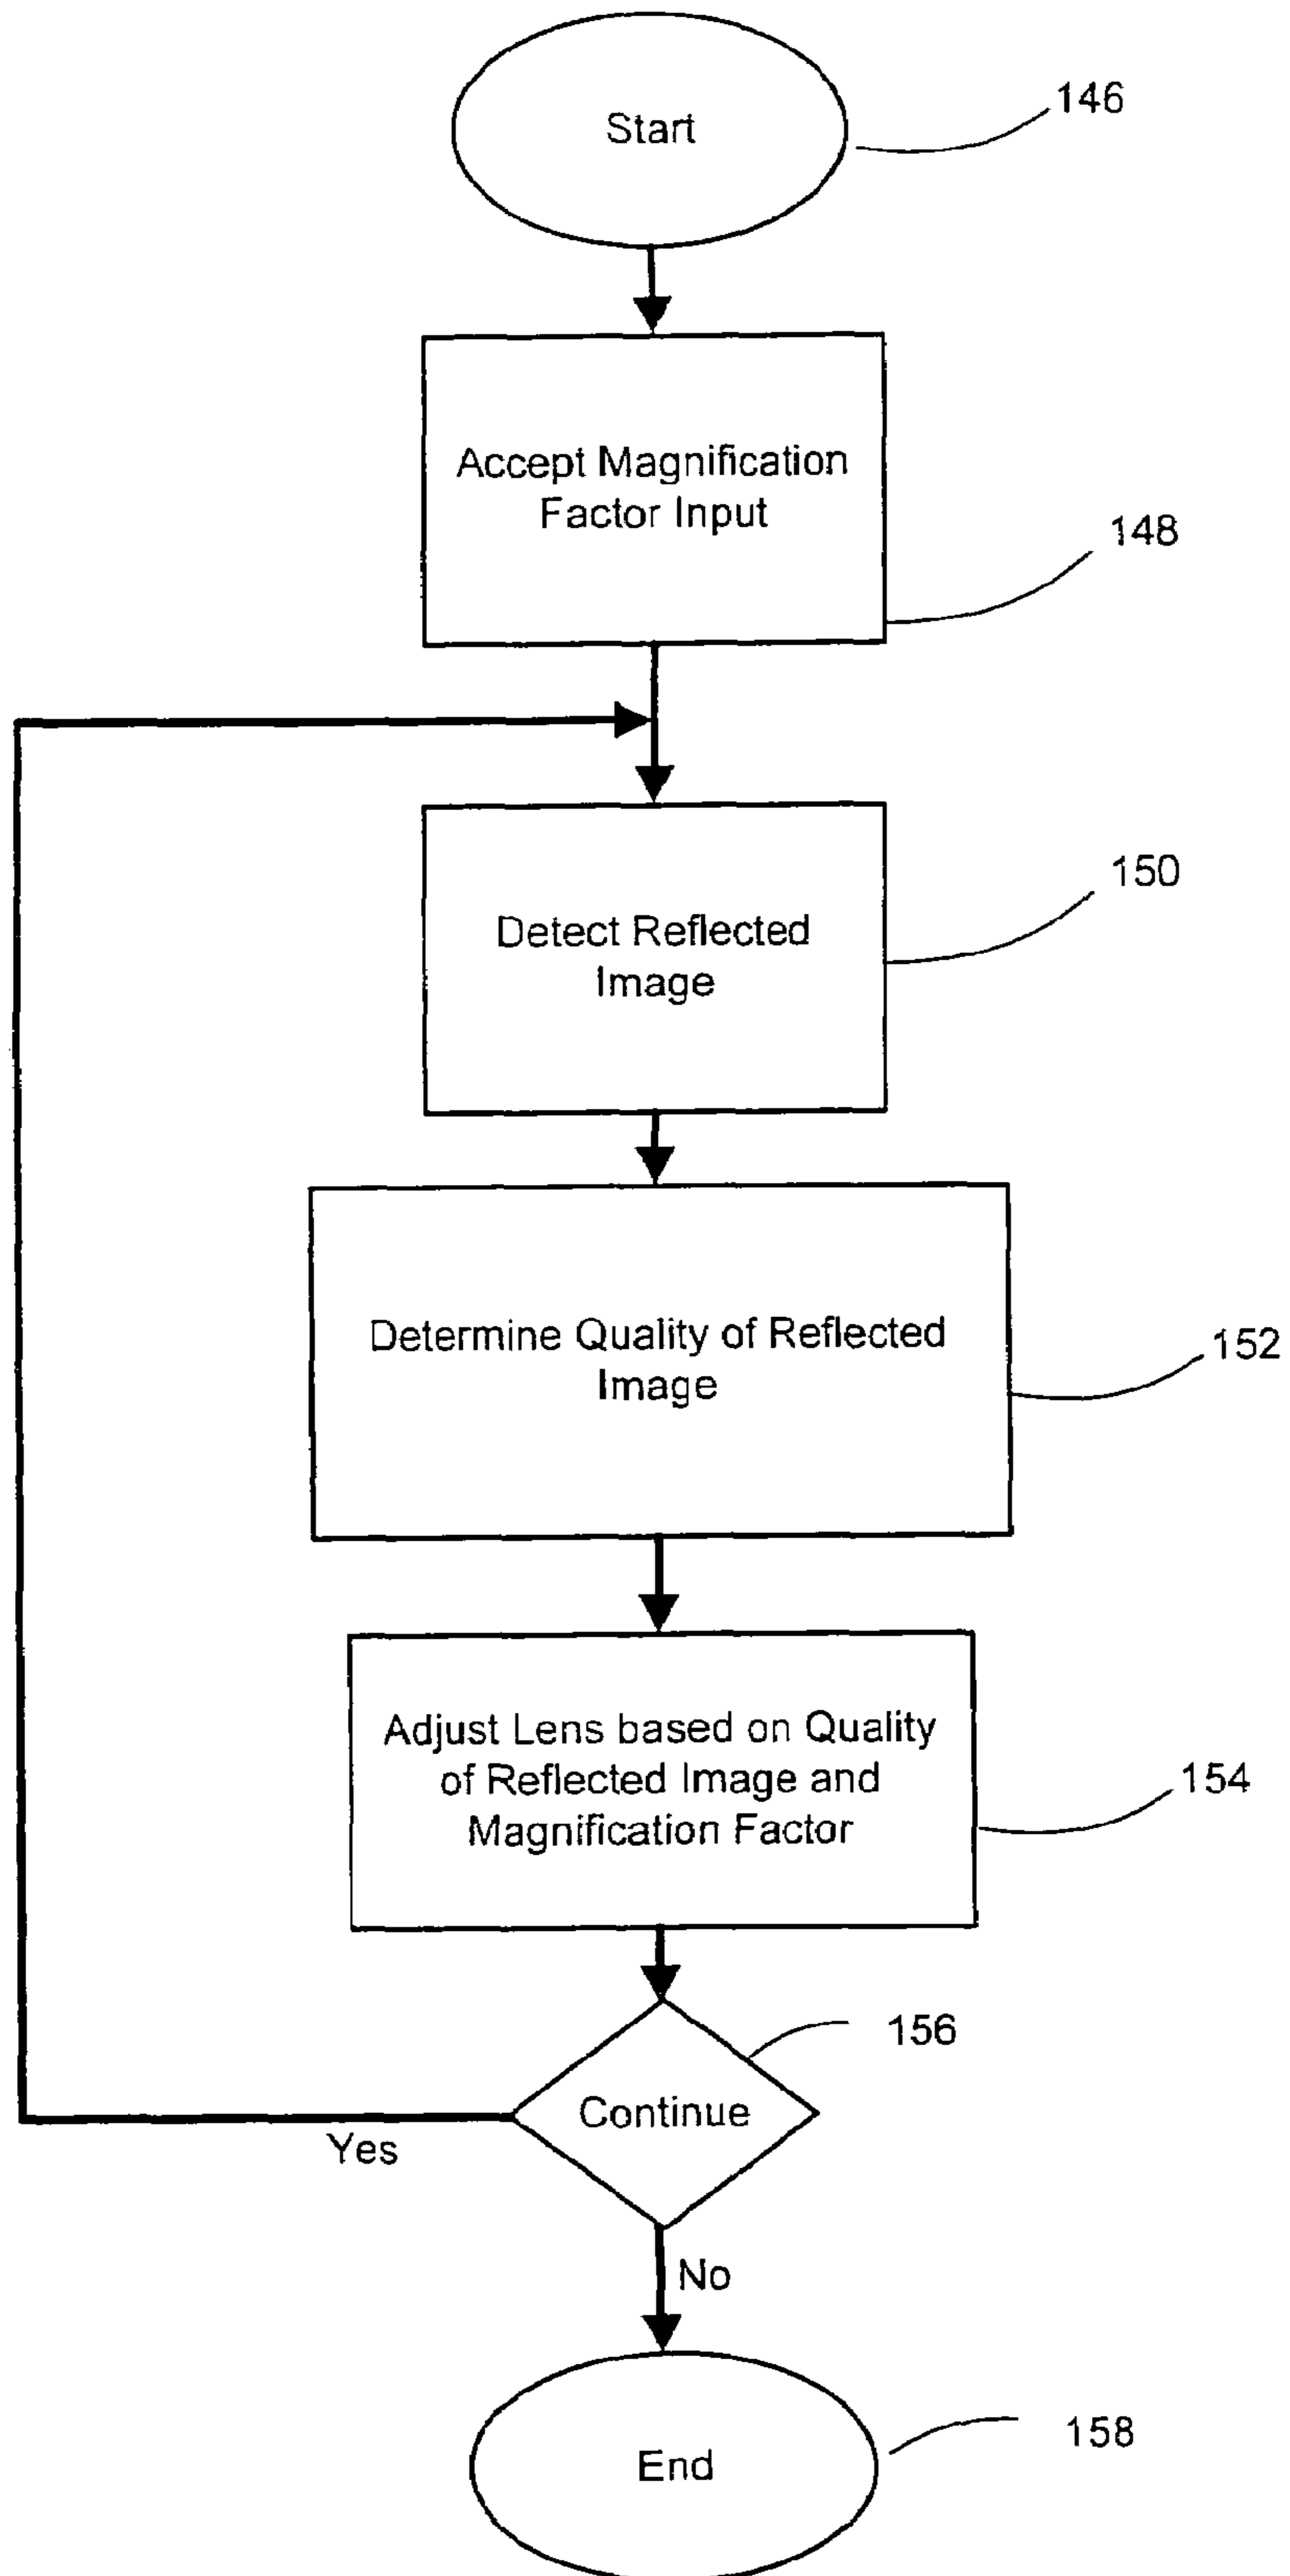 Start
146
Accept Magnification
Factor Input
148
Detect Reflected
Image
150
Determine Quality of Reflected
Image
152
Adjust Lens based on Quality
of Reflected Image and
Magnification Factor
154
156
Continue
Yes
No
End
158